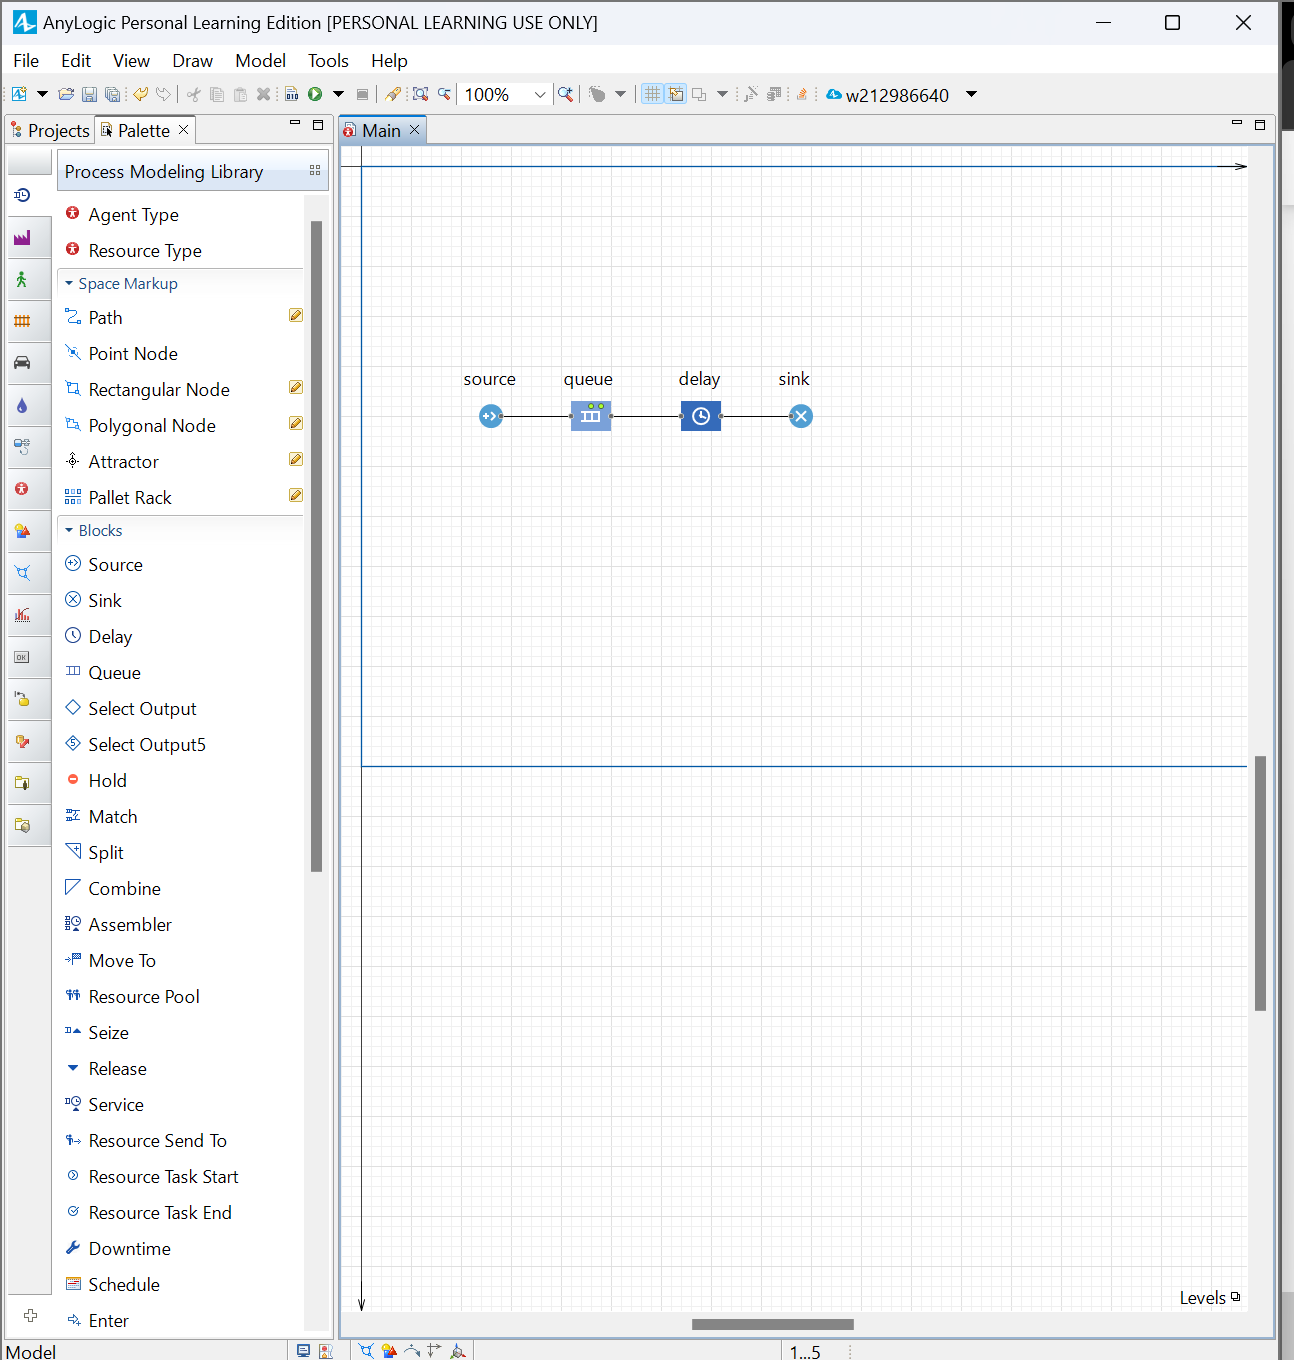 AnyLogic Personal Learning Edition [PERSONAL LEARNING USE ONLY]
File Edit View Draw Model Tools Help
100%
w212986640
Projects
Palette
Main
Process Modeling Library
Agent Type
Resource Type
Space Markup
Path
Point Node
Rectangular Node
Polygonal Node
Attractor
Pallet Rack
Blocks
Source
Sink
Delay
Queue
Select Output
Select Output5
Hold
Match
Split
Combine
Assembler
Move To
Resource Pool
Seize
Release
Service
Resource Send To
Resource Task Start
Resource Task End
Downtime
Schedule
Enter
source queue delay sink
Levels
Model
1...5